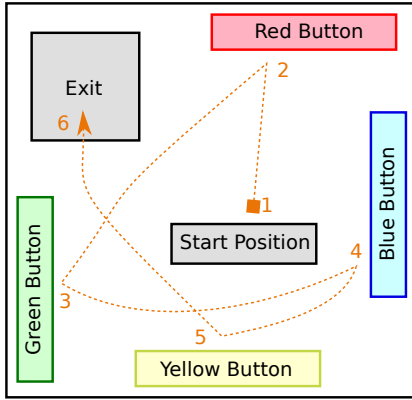 Red Button
2
Exit
6
1
Start Position
Blue Button
Green Button
3
4
5
Yellow Button